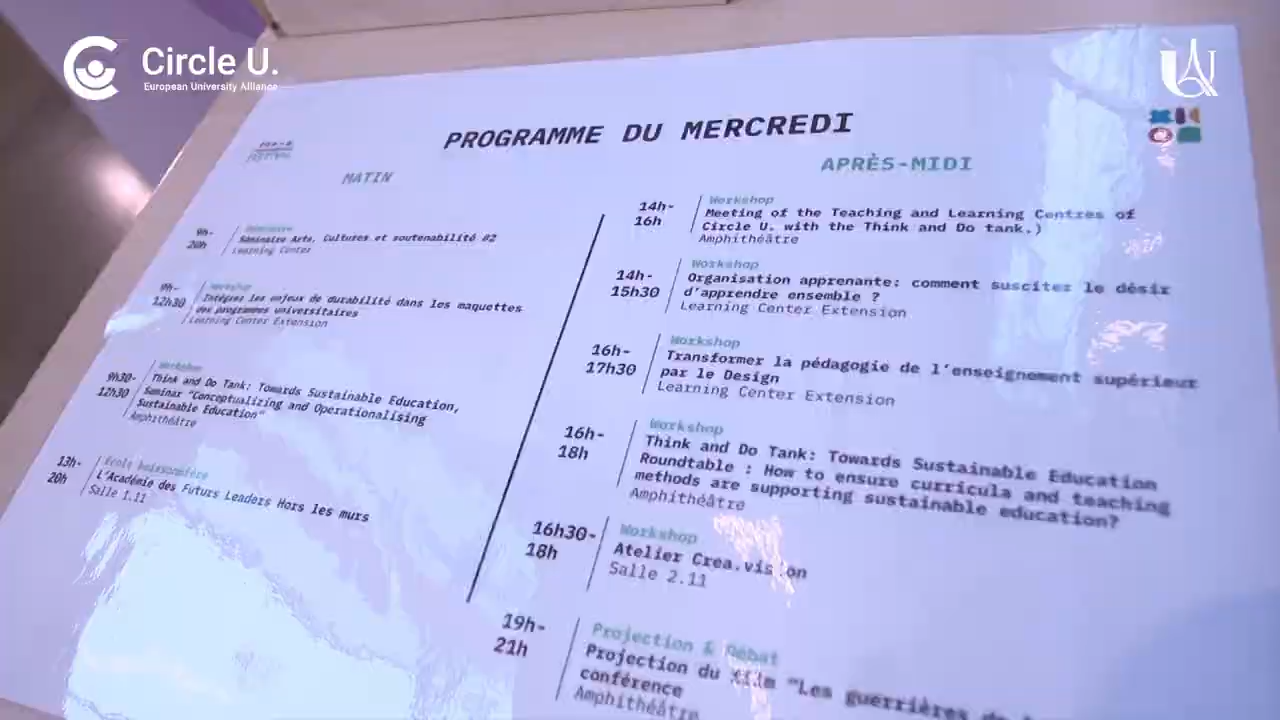 Circle U.
European University Alliance
PROGRAMME DU MERCREDI
FESTIVAL
MATIN
9h-
20h
Séminaire
Séminaire Arts, Cultures et soutenabilité #2
Learning Center
9h-
12h30
Workshop
Intégrer les enjeux de durabilité dans les maquettes
des programmes universitaires
Learning Center Extension
9h30-
12h30
Workshop
Think and Do Tank: Towards Sustainable Education,
Seminar "Conceptualizing and Operationalising
Sustainable Education"
Amphithéâtre
13h-
20h
École buissonnière
L'Académie des Futurs Leaders Hors les murs
Salle 1.11
APRÈS-MIDI
14h-
16h
Workshop
Meeting of the Teaching and Learning Centres of
Circle U. with the Think and Do tank.)
Amphithéâtre
14h-
15h30
Workshop
Organisation apprenante: comment susciter le désir
d'apprendre ensemble ?
Learning Center Extension
16h-
17h30
Workshop
Transformer la pédagogie de l'enseignement supérieur
par le Design
Learning Center Extension
16h-
18h
Workshop
Think and Do Tank: Towards Sustainable Education
Roundtable : How to ensure curricula and teaching
methods are supporting sustainable education?
Amphithéâtre
16h30-
18h
Workshop
Atelier Crea.vision
Salle 2.11
19h-
21h
Projection & Débat
Projection du film "Les guerrières de
conférence
Amphithéâtre